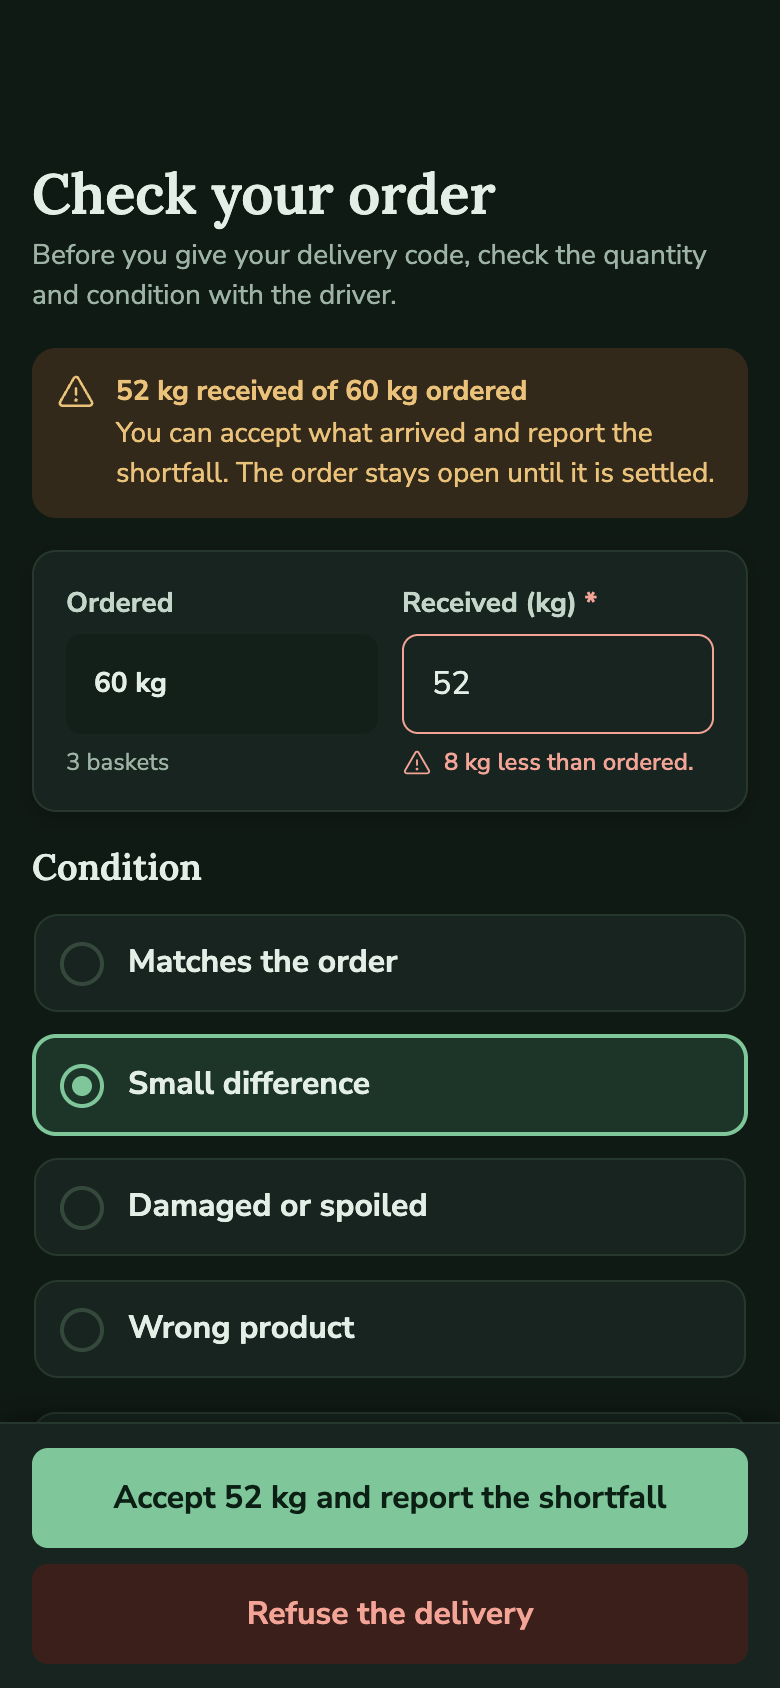 Check your order
Before you give your delivery code, check the quantity
and condition with the driver.
52 kg received of 60 kg ordered
You can accept what arrived and report the
shortfall. The order stays open until it is settled.
Ordered
60 kg
3 baskets
Received (kg) *
52
8 kg less than ordered.
Condition
Matches the order
Small difference
Damaged or spoiled
Wrong product
Accept 52 kg and report the shortfall
Refuse the delivery